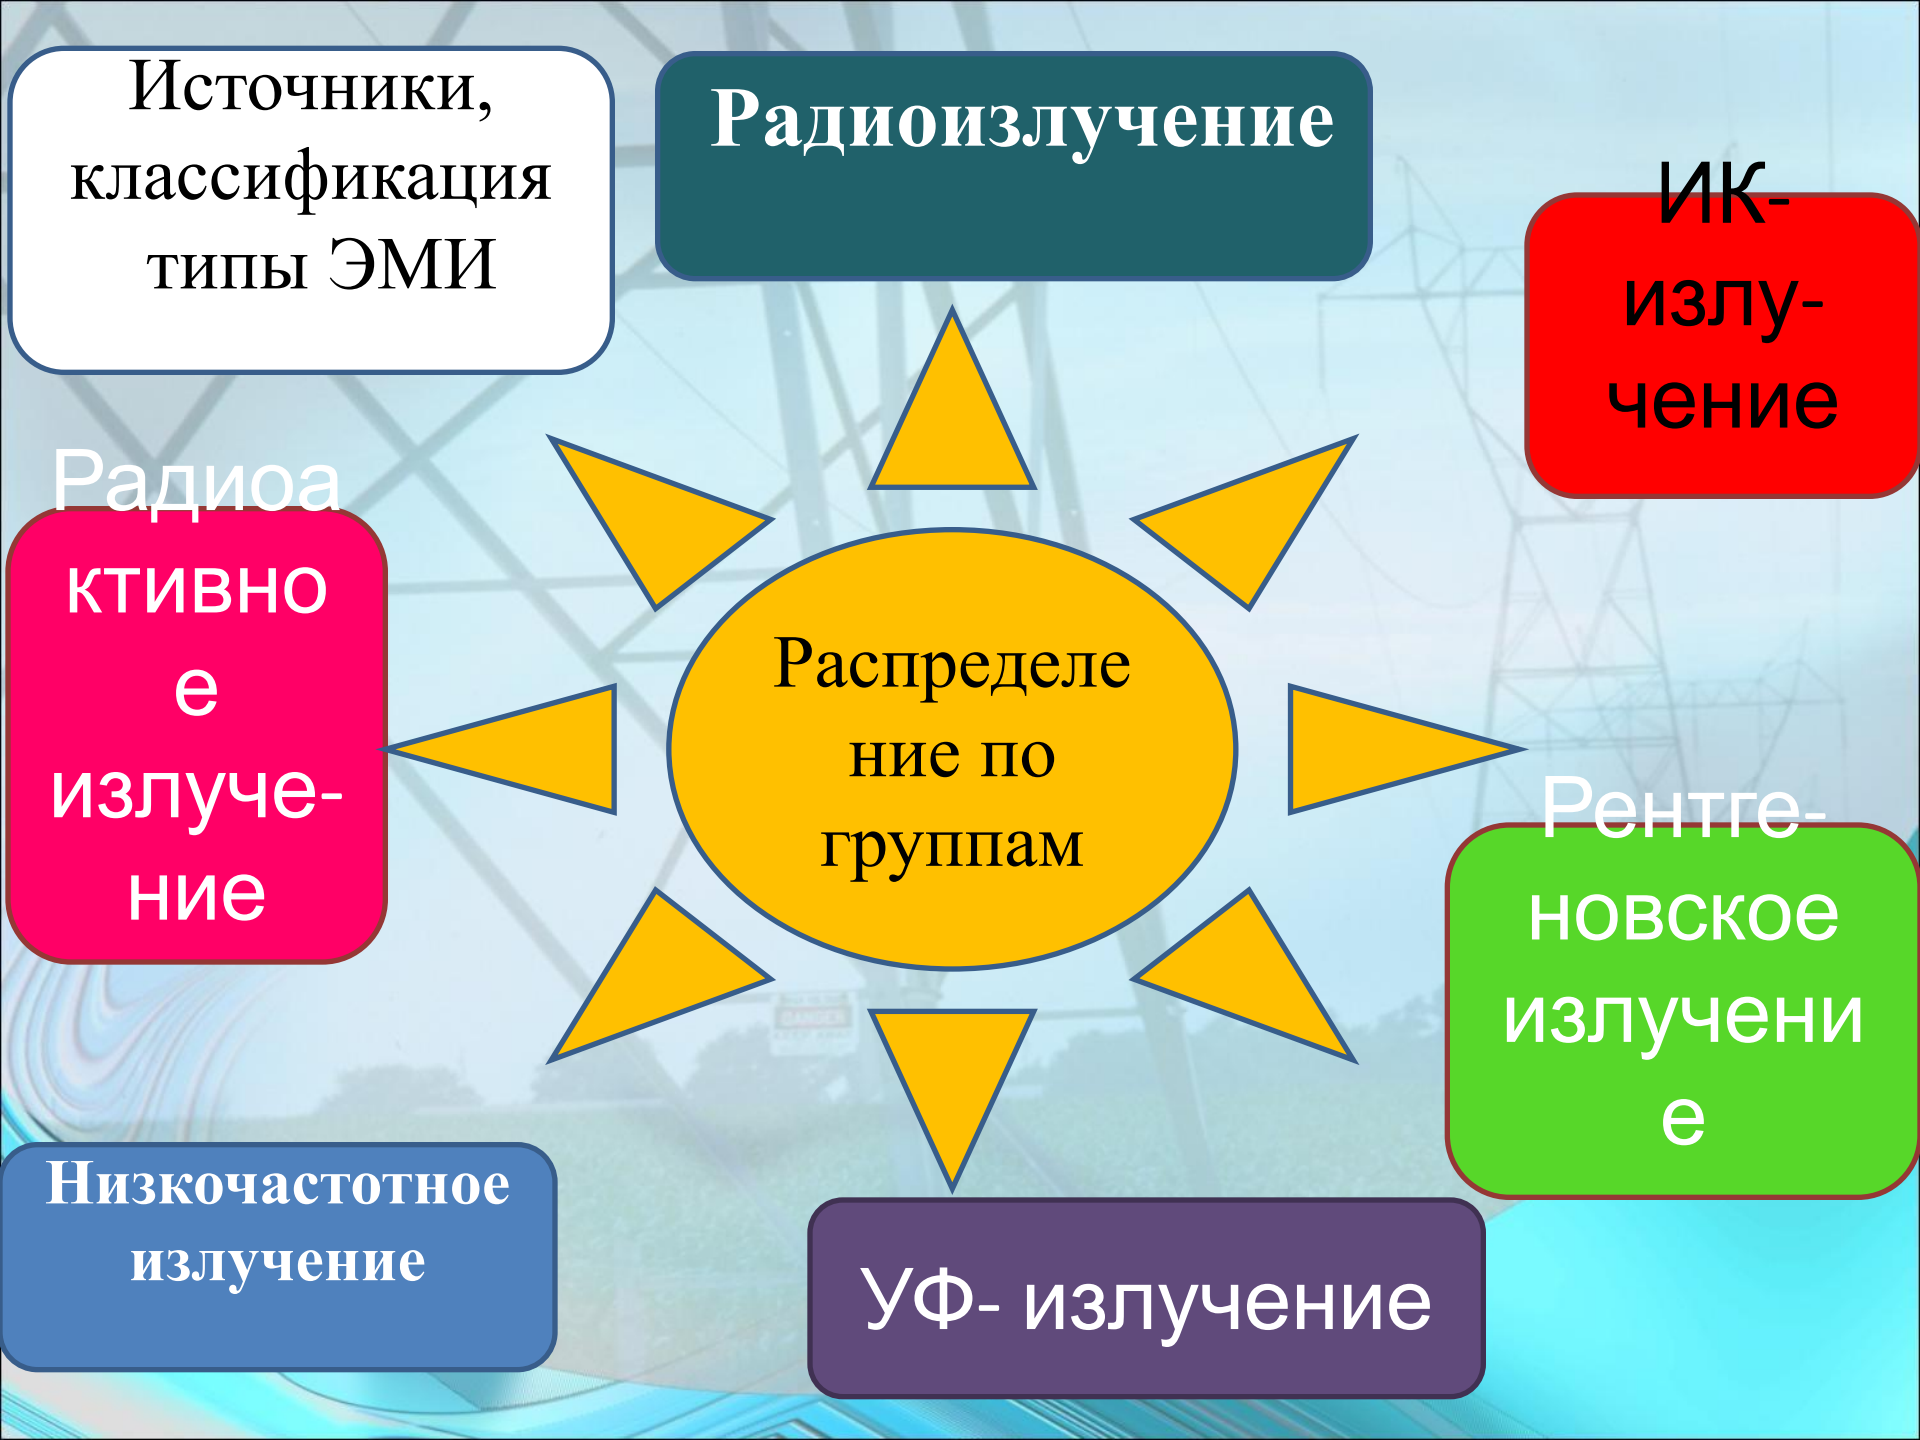 Источники,
классификация
типы ЭМИ
Радиоизлучение
ИК-
излу-
чение
Радиоа
ктивно
е
излуче-
ние
Распределе
ние по
группам
Рентге-
новское
излучени
е
DANGER
Низкочастотное
излучение
УФ- излучение